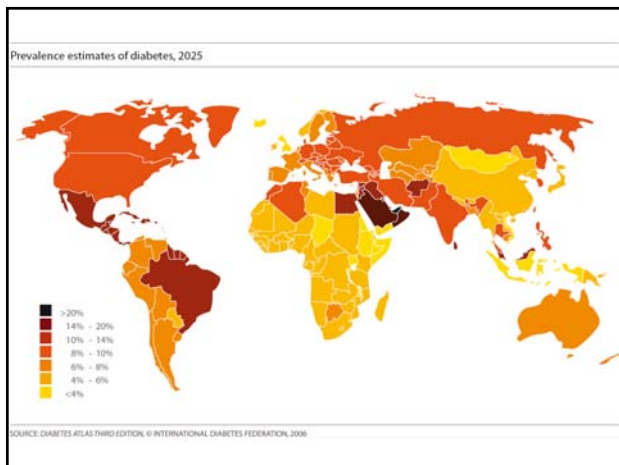 Prevalence estimates of diabetes, 2025
>20%
14% - 20%
10% - 14%
8% - 10%
6% - 8%
4% - 6%
<4%
SOURCE: DIABETES ATLAS THIRD EDITION, © INTERNATIONAL DIABETES FEDERATION, 2006